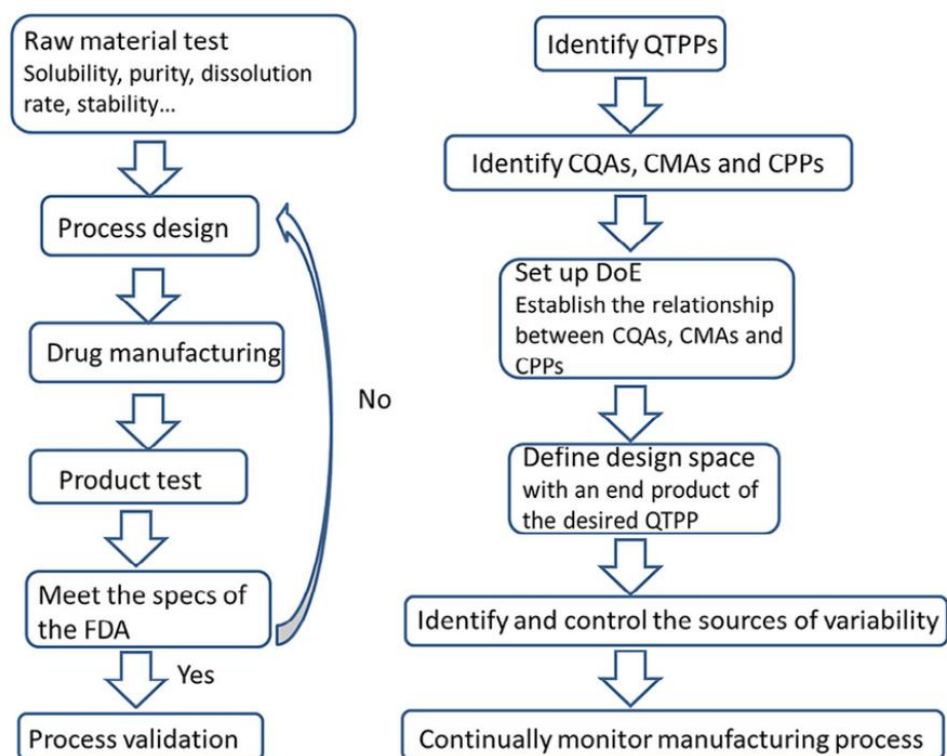 Raw material test
Solubility, purity, dissolution
rate, stability...
Process design
Drug manufacturing
Product test
Meet the specs of
the FDA
No
Yes
Process validation
Identify QTPPs
Identify CQAs, CMAs and CPPs
Set up DoE
Establish the relationship
between CQAs, CMAs and
CPPs
Define design space
with an end product of
the desired QTPP
Identify and control the sources of variability
Continually monitor manufacturing process